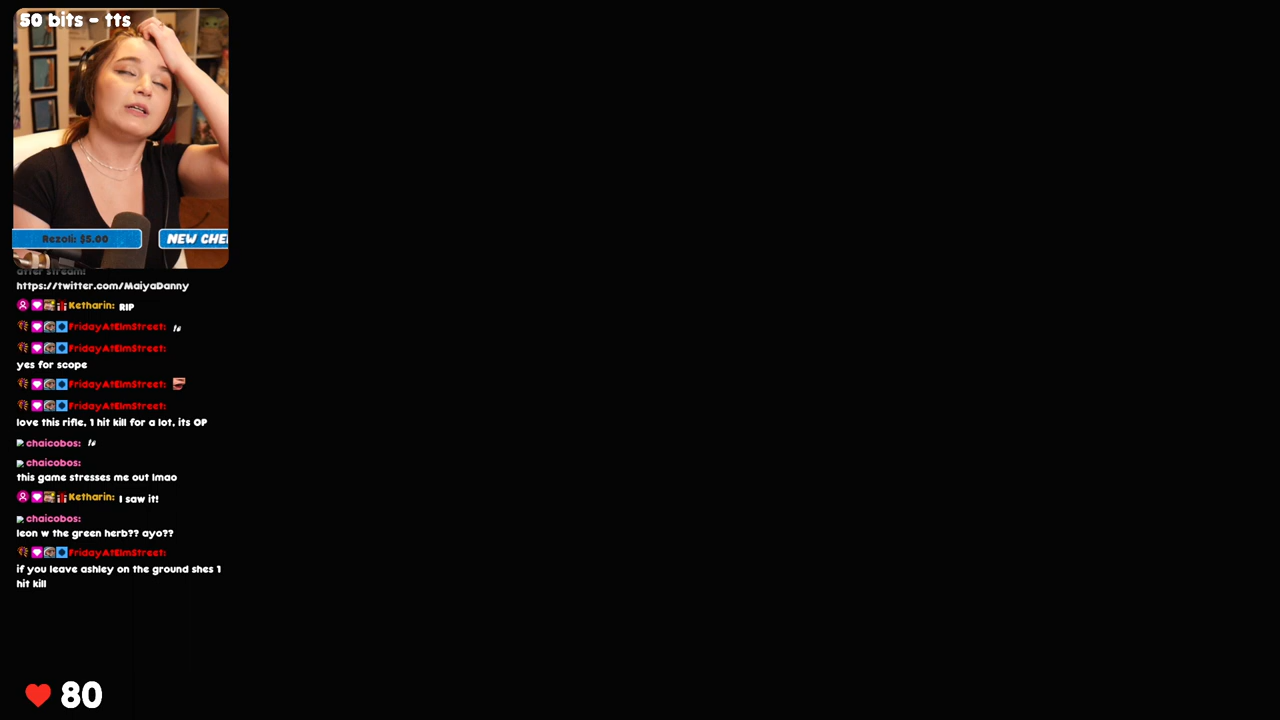 50 bits - tts
Rezoli: $5.00
NEW CHE
after stream!
https://twitter.com/MaiyaDanny
Ketharin: RIP
FridayAtElmStreet:
FridayAtElmStreet:
yes for scope
FridayAtElmStreet:
FridayAtElmStreet:
love this rifle, 1 hit kill for a lot, its OP
chaicobos:
chaicobos:
this game stresses me out lmao
Ketharin: I saw it!
chaicobos:
leon w the green herb?? ayo??
FridayAtElmStreet:
if you leave ashley on the ground shes 1
hit kill
80